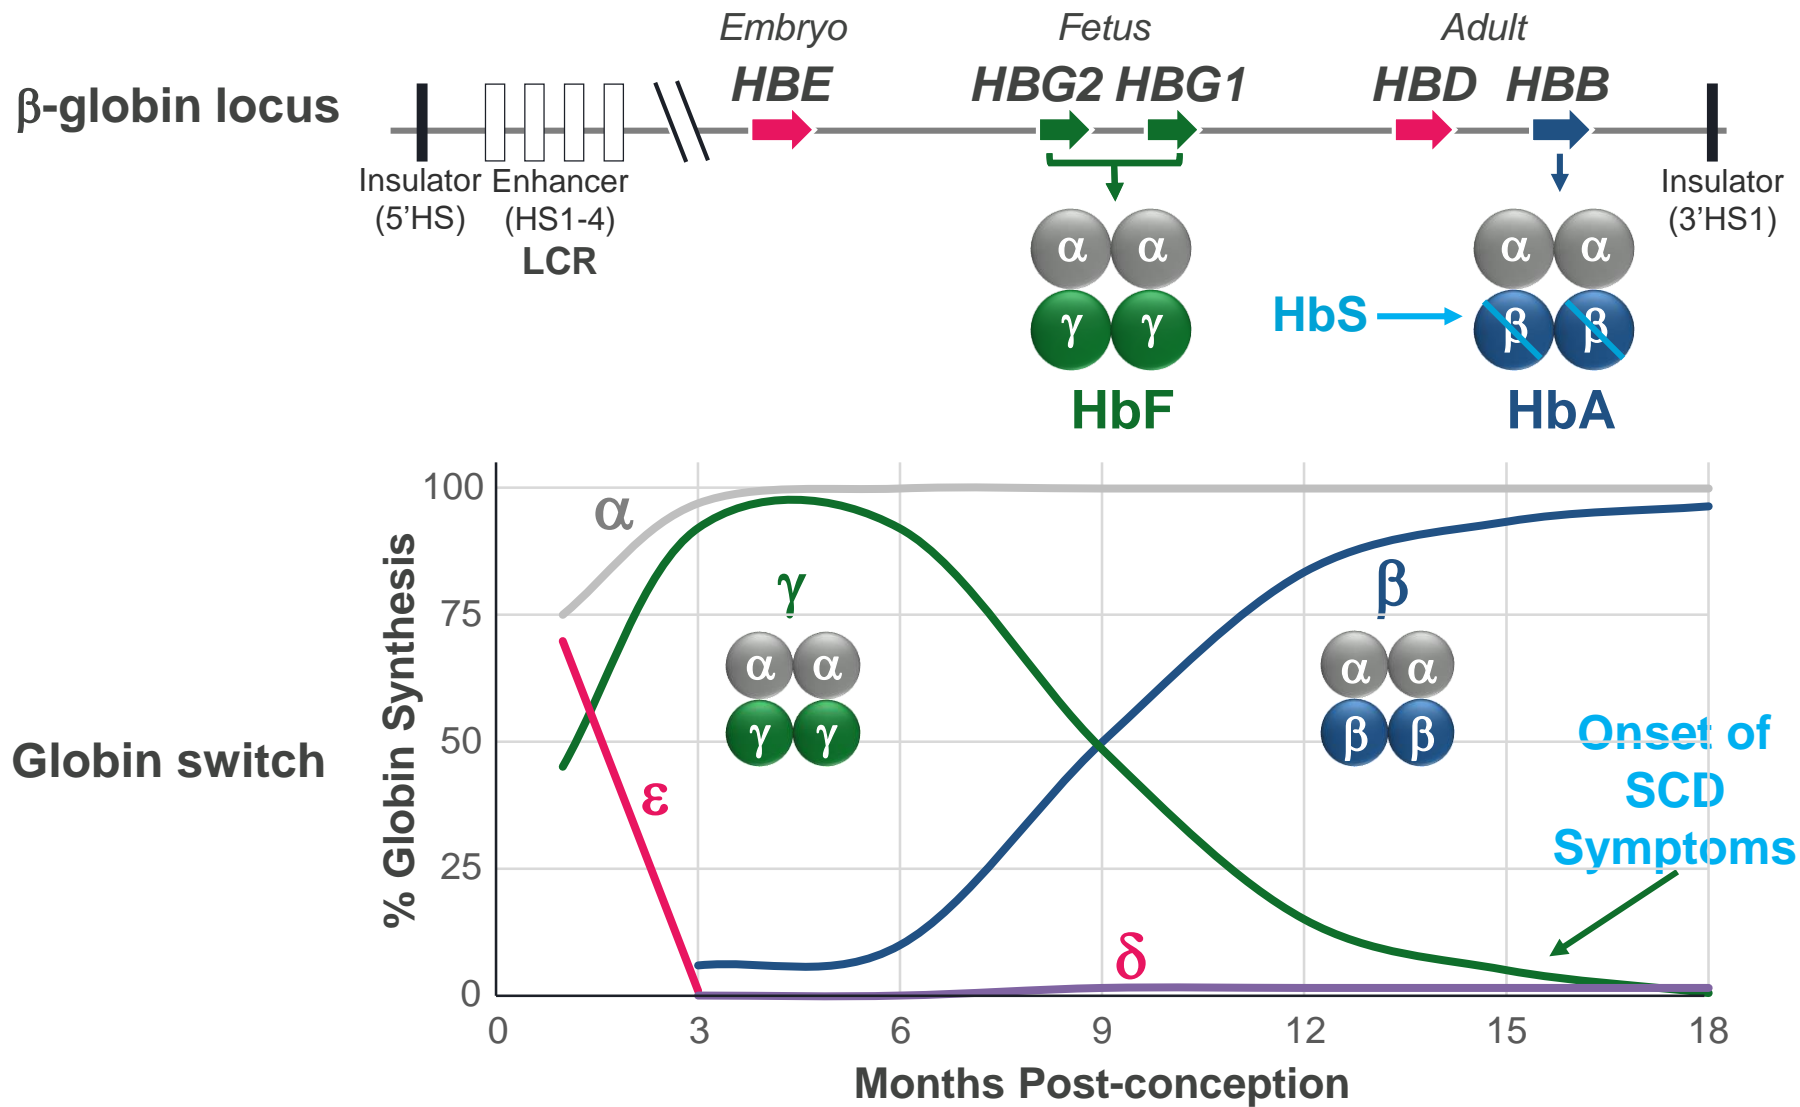 Embryo
Fetus
Adult
β-globin locus
HBE
HBG2 HBG1
HBD
HBB
Insulator
(5’HS)
Enhancer
(HS1-4)
LCR
Insulator
(3’HS1)
α α
γ γ
HbF
HbS
α α
β β
HbA
Globin switch
% Globin Synthesis
100
75
50
25
0
α
γ
α α
γ γ
ε
β
α α
β β
δ
Onset of
SCD
Symptoms
0 3 6 9 12 15 18
Months Post-conception